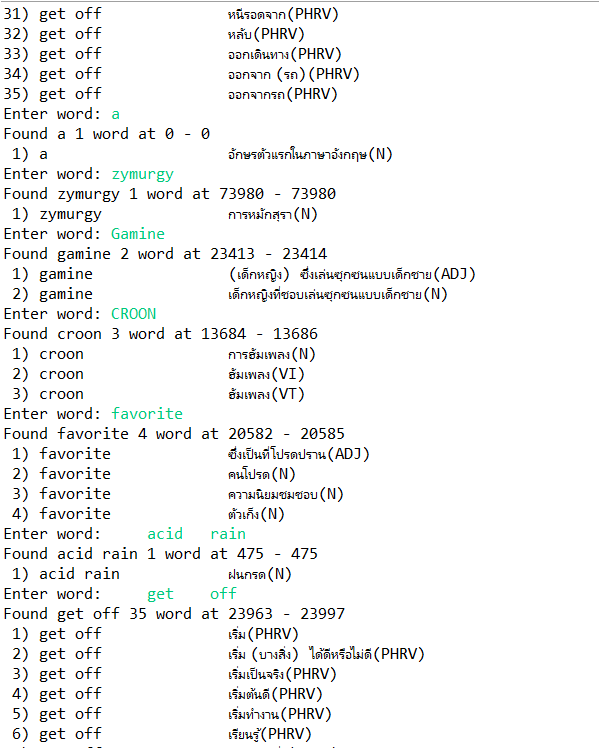 31) get off หนีรอดจาก(PHRV)
32) get off หลับ(PHRV)
33) get off ออกเดินทาง(PHRV)
34) get off ออกจาก (รถ)(PHRV)
35) get off ออกจากรถ(PHRV)
Enter word: a
Found a 1 word at 0 - 0
1) a อักษรตัวแรกในภาษาอังกฤษ(N)
Enter word: zymurgy
Found zymurgy 1 word at 73980 - 73980
1) zymurgy การหมักสุรา(N)
Enter word: Gamine
Found gamine 2 word at 23413 - 23414
1) gamine (เด็กหญิง) ซึ่งเล่นซุกซนแบบเด็กชาย(ADJ)
2) gamine เด็กหญิงที่ชอบเล่นซุกซนแบบเด็กชาย(N)
Enter word: CROON
Found croon 3 word at 13684 - 13686
1) croon การฮัมเพลง(N)
2) croon ฮัมเพลง(VI)
3) croon ฮัมเพลง(VT)
Enter word: favorite
Found favorite 4 word at 20582 - 20585
1) favorite ซึ่งเป็นที่โปรดปราน(ADJ)
2) favorite คนโปรด(N)
3) favorite ความนิยมชมชอบ(N)
4) favorite ตัวเก็ง(N)
Enter word: acid rain
Found acid rain 1 word at 475 - 475
1) acid rain ฝนกรด(N)
Enter word: get off
Found get off 35 word at 23963 - 23997
1) get off เริ่ม(PHRV)
2) get off เริ่ม (บางสิ่ง) ได้ดีหรือไม่ดี(PHRV)
3) get off เริ่มเป็นจริง(PHRV)
4) get off เริ่มต้นดี(PHRV)
5) get off เริ่มทำงาน(PHRV)
6) get off เรียนรู้(PHRV)